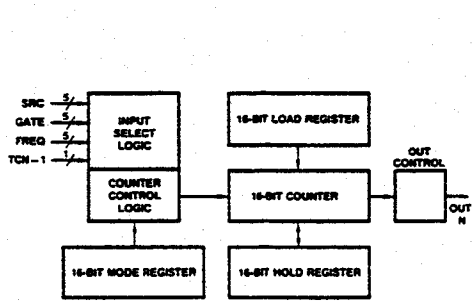 SRC 5
GATE 5
FREQ 5
TCN-1 1
INPUT
SELECT
LOGIC
COUNTER
CONTROL
LOGIC
16-BIT MODE REGISTER
16-BIT LOAD REGISTER
16-BIT COUNTER
16-BIT HOLD REGISTER
OUT
CONTROL
OUT
N